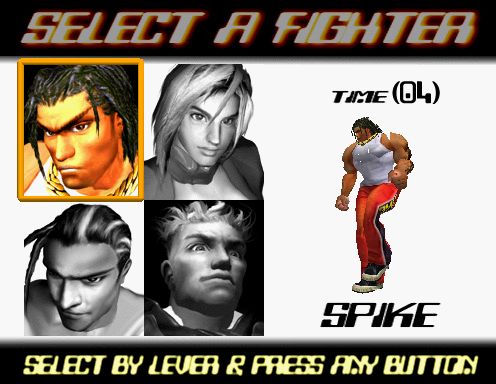 SELECT A FIGHTER
TIME (04)
SPIKE
SELECT BY LEVER & PRESS ANY BUTTON